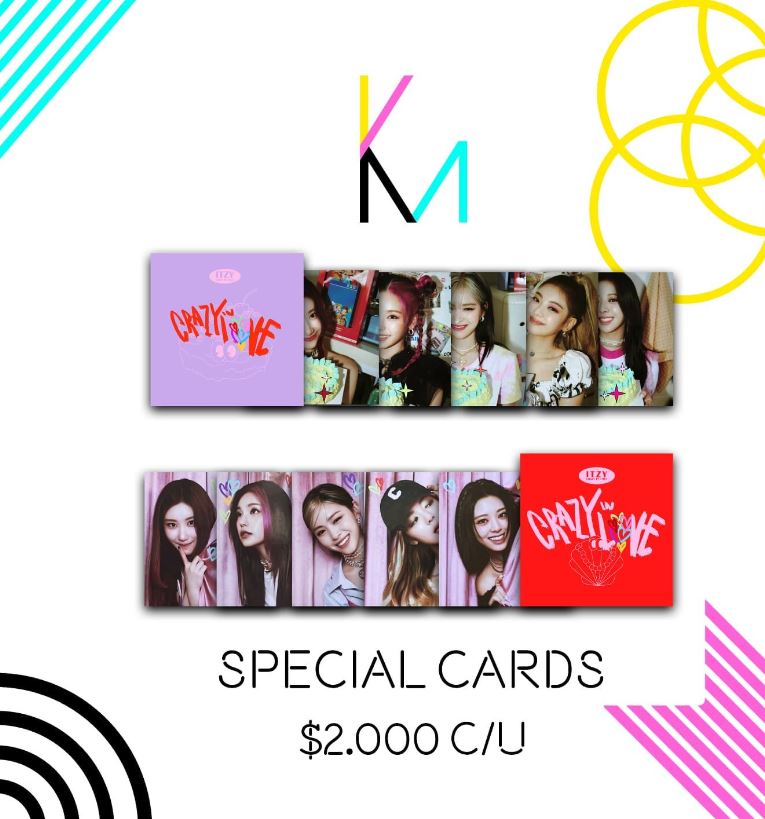 KM
ITZY
CRAZY IN
LOVE
C
ITZY
CRAZY IN
LOVE
SPECIAL CARDS
$2.000 C/U